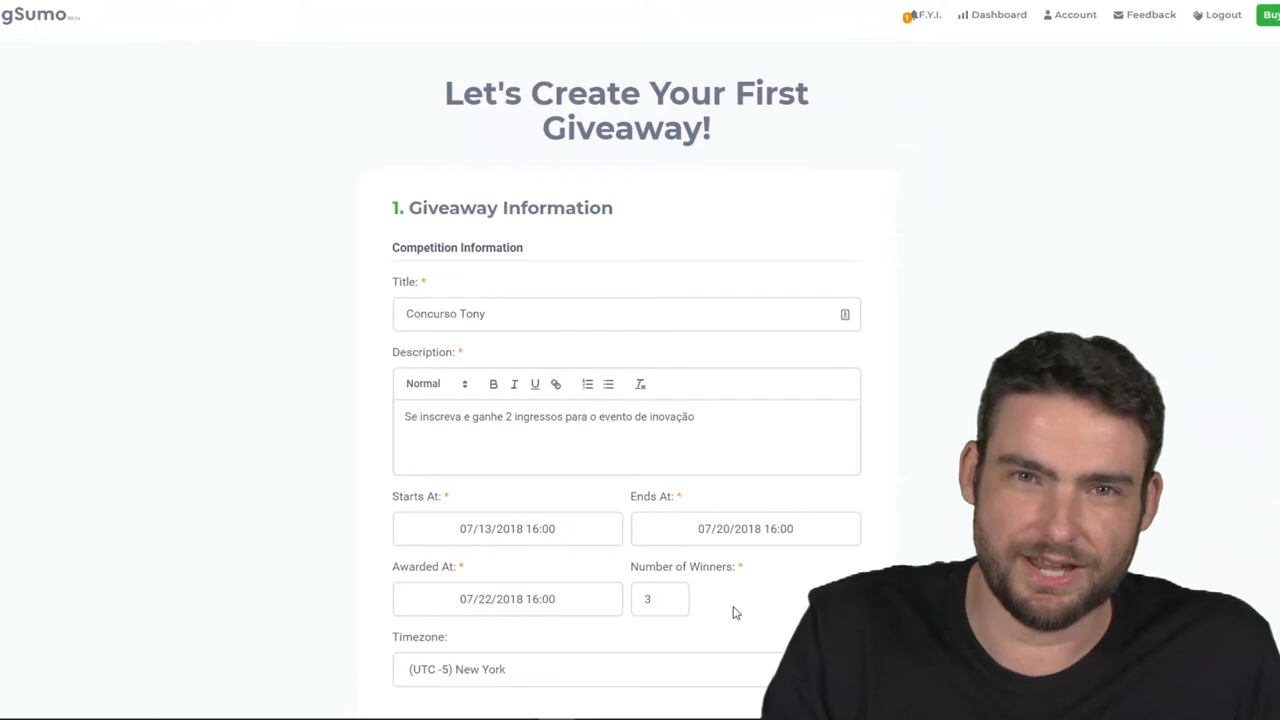 gSumo BETA
1 F.Y.I. Dashboard Account Feedback Logout Buy
Let's Create Your First
Giveaway!
1. Giveaway Information
Competition Information
Title: *
Concurso Tony
Description: *
Normal B I U
Se inscreva e ganhe 2 ingressos para o evento de inovação
Starts At: * Ends At: *
07/13/2018 16:00 07/20/2018 16:00
Awarded At: * Number of Winners: *
07/22/2018 16:00 3
Timezone:
(UTC -5) New York